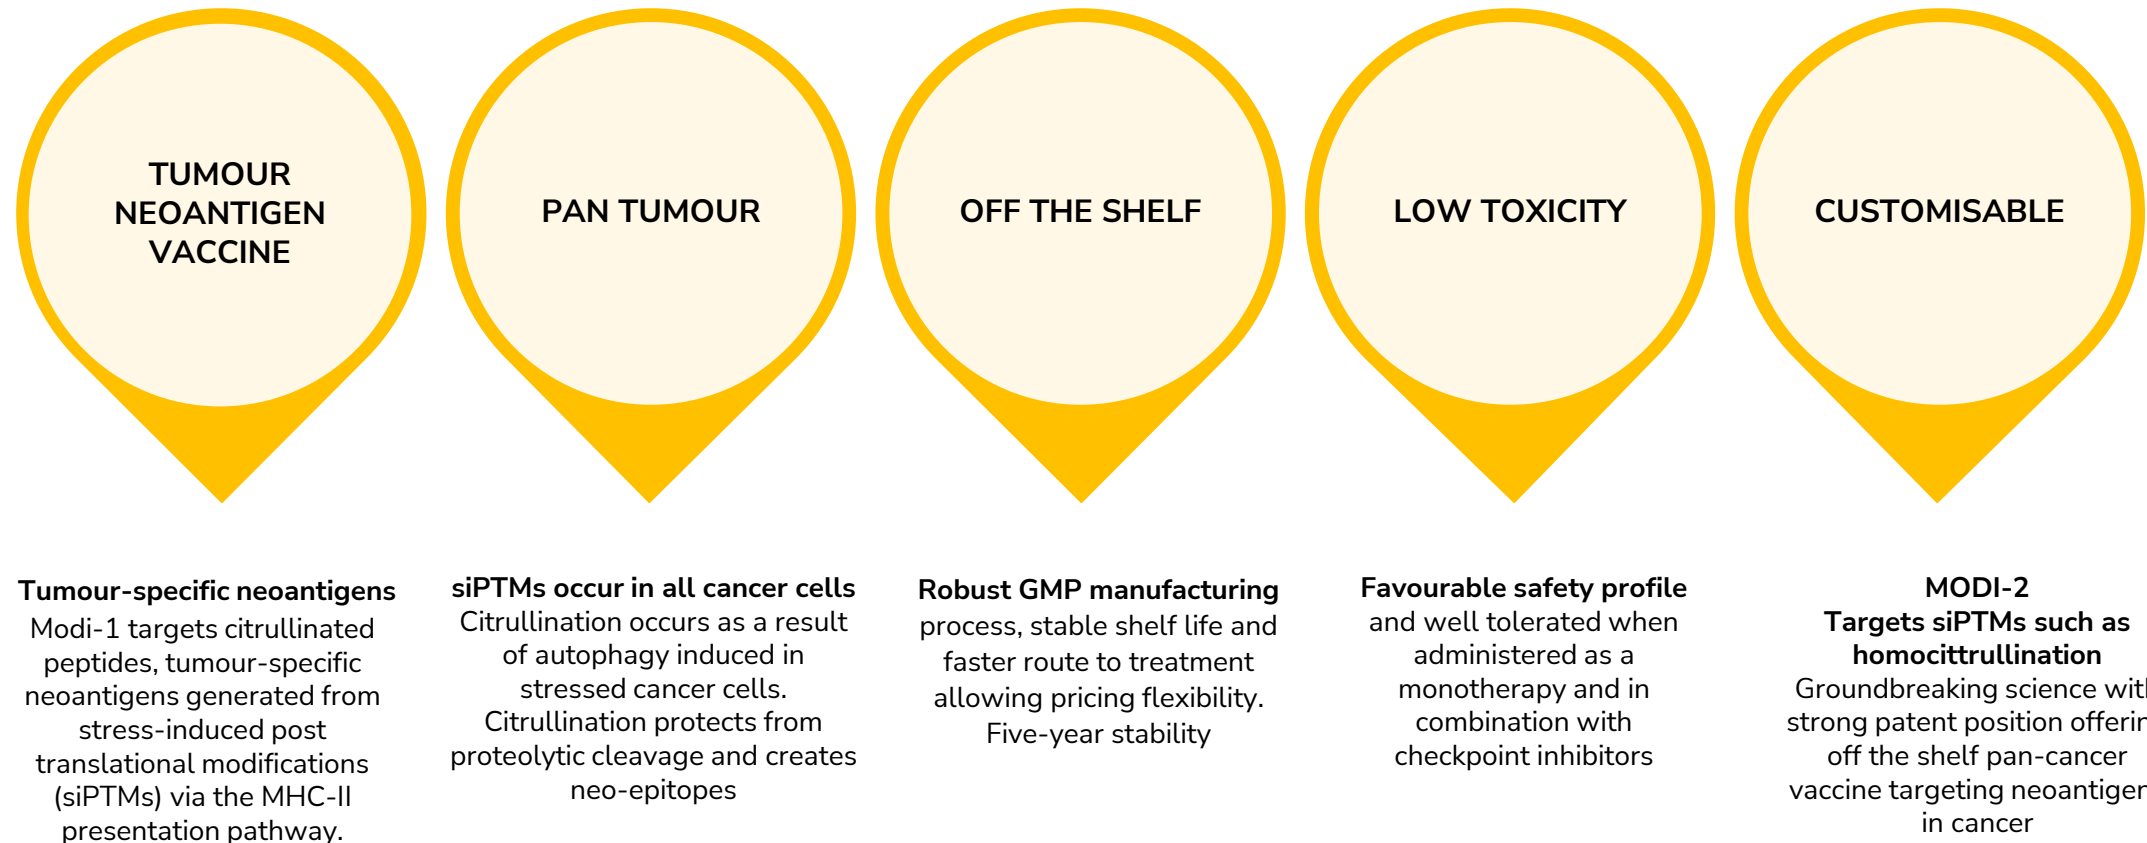 TUMOUR
NEOANTIGEN
VACCINE
PAN TUMOUR
OFF THE SHELF
LOW TOXICITY
CUSTOMISABLE
Tumour-specific neoantigens
Modi-1 targets citrullinated
peptides, tumour-specific
neoantigens generated from
stress-induced post
translational modifications
(siPTMs) via the MHC-II
presentation pathway.
siPTMs occur in all cancer cells
Citrullination occurs as a result
of autophagy induced in
stressed cancer cells.
Citrullination protects from
proteolytic cleavage and creates
neo-epitopes
Robust GMP manufacturing
process, stable shelf life and
faster route to treatment
allowing pricing flexibility.
Five-year stability
Favourable safety profile
and well tolerated when
administered as a
monotherapy and in
combination with
checkpoint inhibitors
MODI-2
Targets siPTMs such as
homocittrullination
Groundbreaking science with
strong patent position offerin
off the shelf pan-cancer
vaccine targeting neoantigen
in cancer